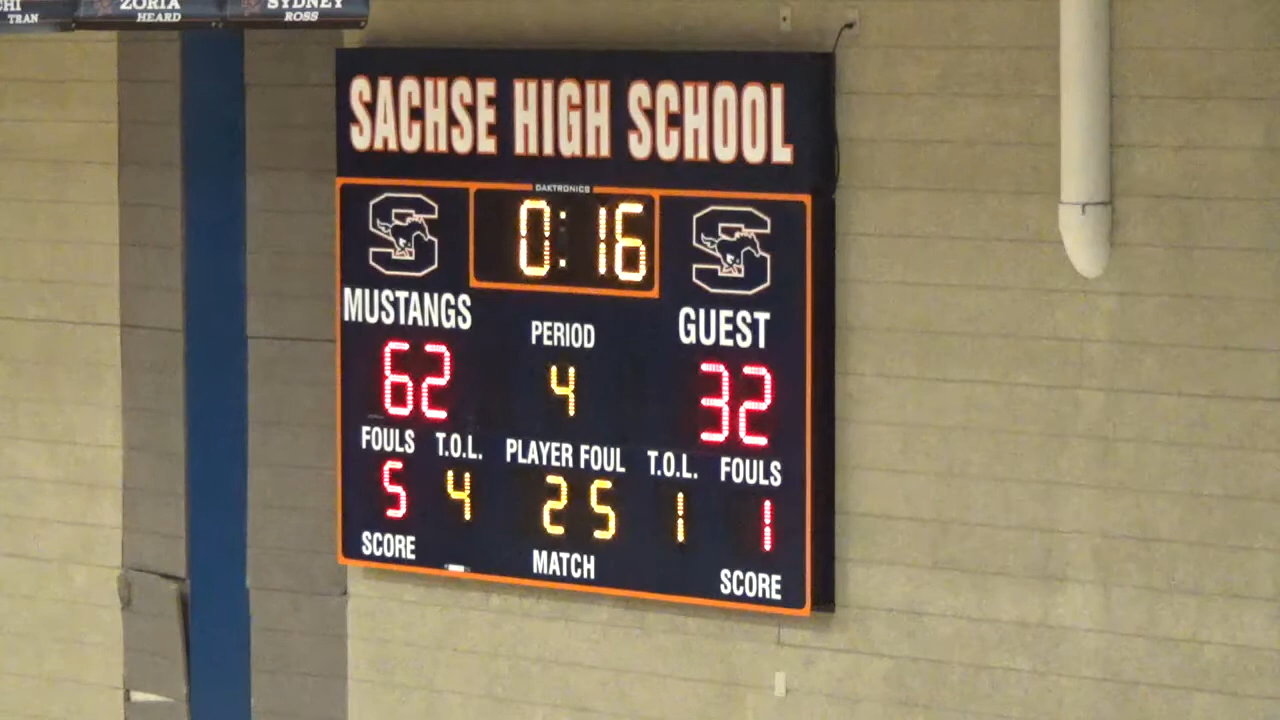 CHI
TRAN
ZORIA
HEARD
SYDNEY
ROSS
SACHSE HIGH SCHOOL
DAKTRONICS
S 0:16 S
MUSTANGS PERIOD GUEST
62 4 32
FOULS T.O.L. PLAYER FOUL T.O.L. FOULS
5 4 2 5 1 1
SCORE MATCH SCORE